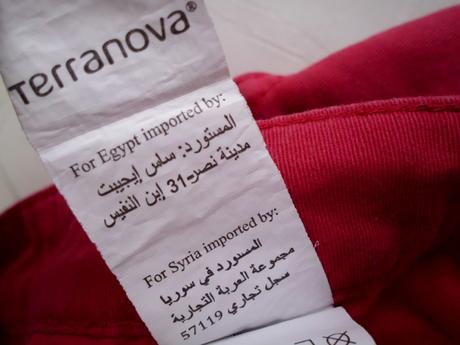 Terranova®
For Egypt imported by:
المستورد: ساس إيجيبت
مدينة نصر-31 إبن النفيس
For Syria imported by:
المستورد في سوريا
مجموعة العربة التجارية
سجل تجاري 57119